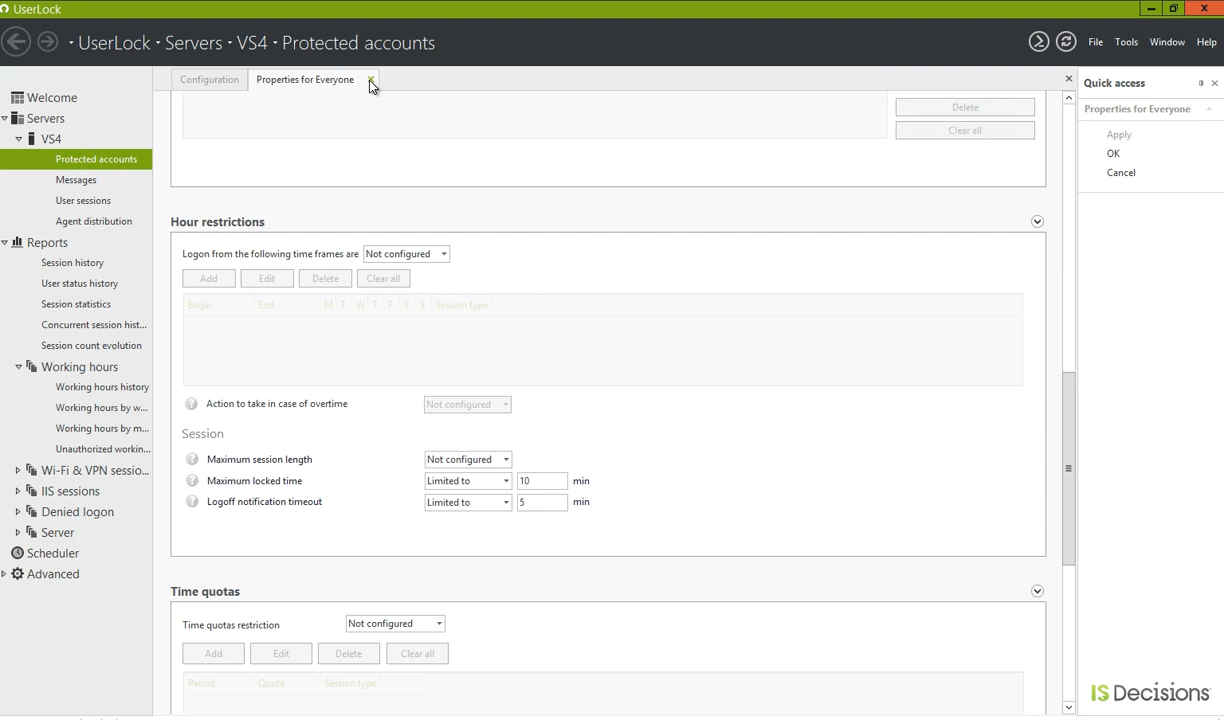 UserLock
UserLock · Servers · VS4 · Protected accounts
File Tools Window Help
Welcome
Servers
VS4
Protected accounts
Messages
User sessions
Agent distribution
Reports
Session history
User status history
Session statistics
Concurrent session hist...
Session count evolution
Working hours
Working hours history
Working hours by w...
Working hours by m...
Unauthorized workin...
Wi-Fi & VPN sessio...
IIS sessions
Denied logon
Server
Scheduler
Advanced
Configuration Properties for Everyone
Delete
Clear all
Hour restrictions
Logon from the following time frames are Not configured
Add Edit Delete Clear all
Begin End M T W T F S S Session type
Action to take in case of overtime Not configured
Session
Maximum session length Not configured
Maximum locked time Limited to 10 min
Logoff notification timeout Limited to 5 min
Time quotas
Time quotas restriction Not configured
Add Edit Delete Clear all
Period Quota Session type
Quick access
Properties for Everyone
Apply
OK
Cancel
IS Decisions